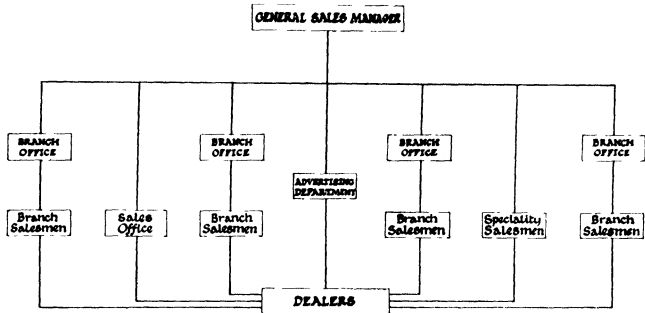 GENERAL SALES MANAGER
BRANCH OFFICE
BRANCH OFFICE
BRANCH OFFICE
BRANCH OFFICE
ADVERTISING DEPARTMENT
Branch Salesmen
Sales Office
Branch Salesmen
Branch Salesmen
Speciality Salesmen
Branch Salesmen
DEALERS